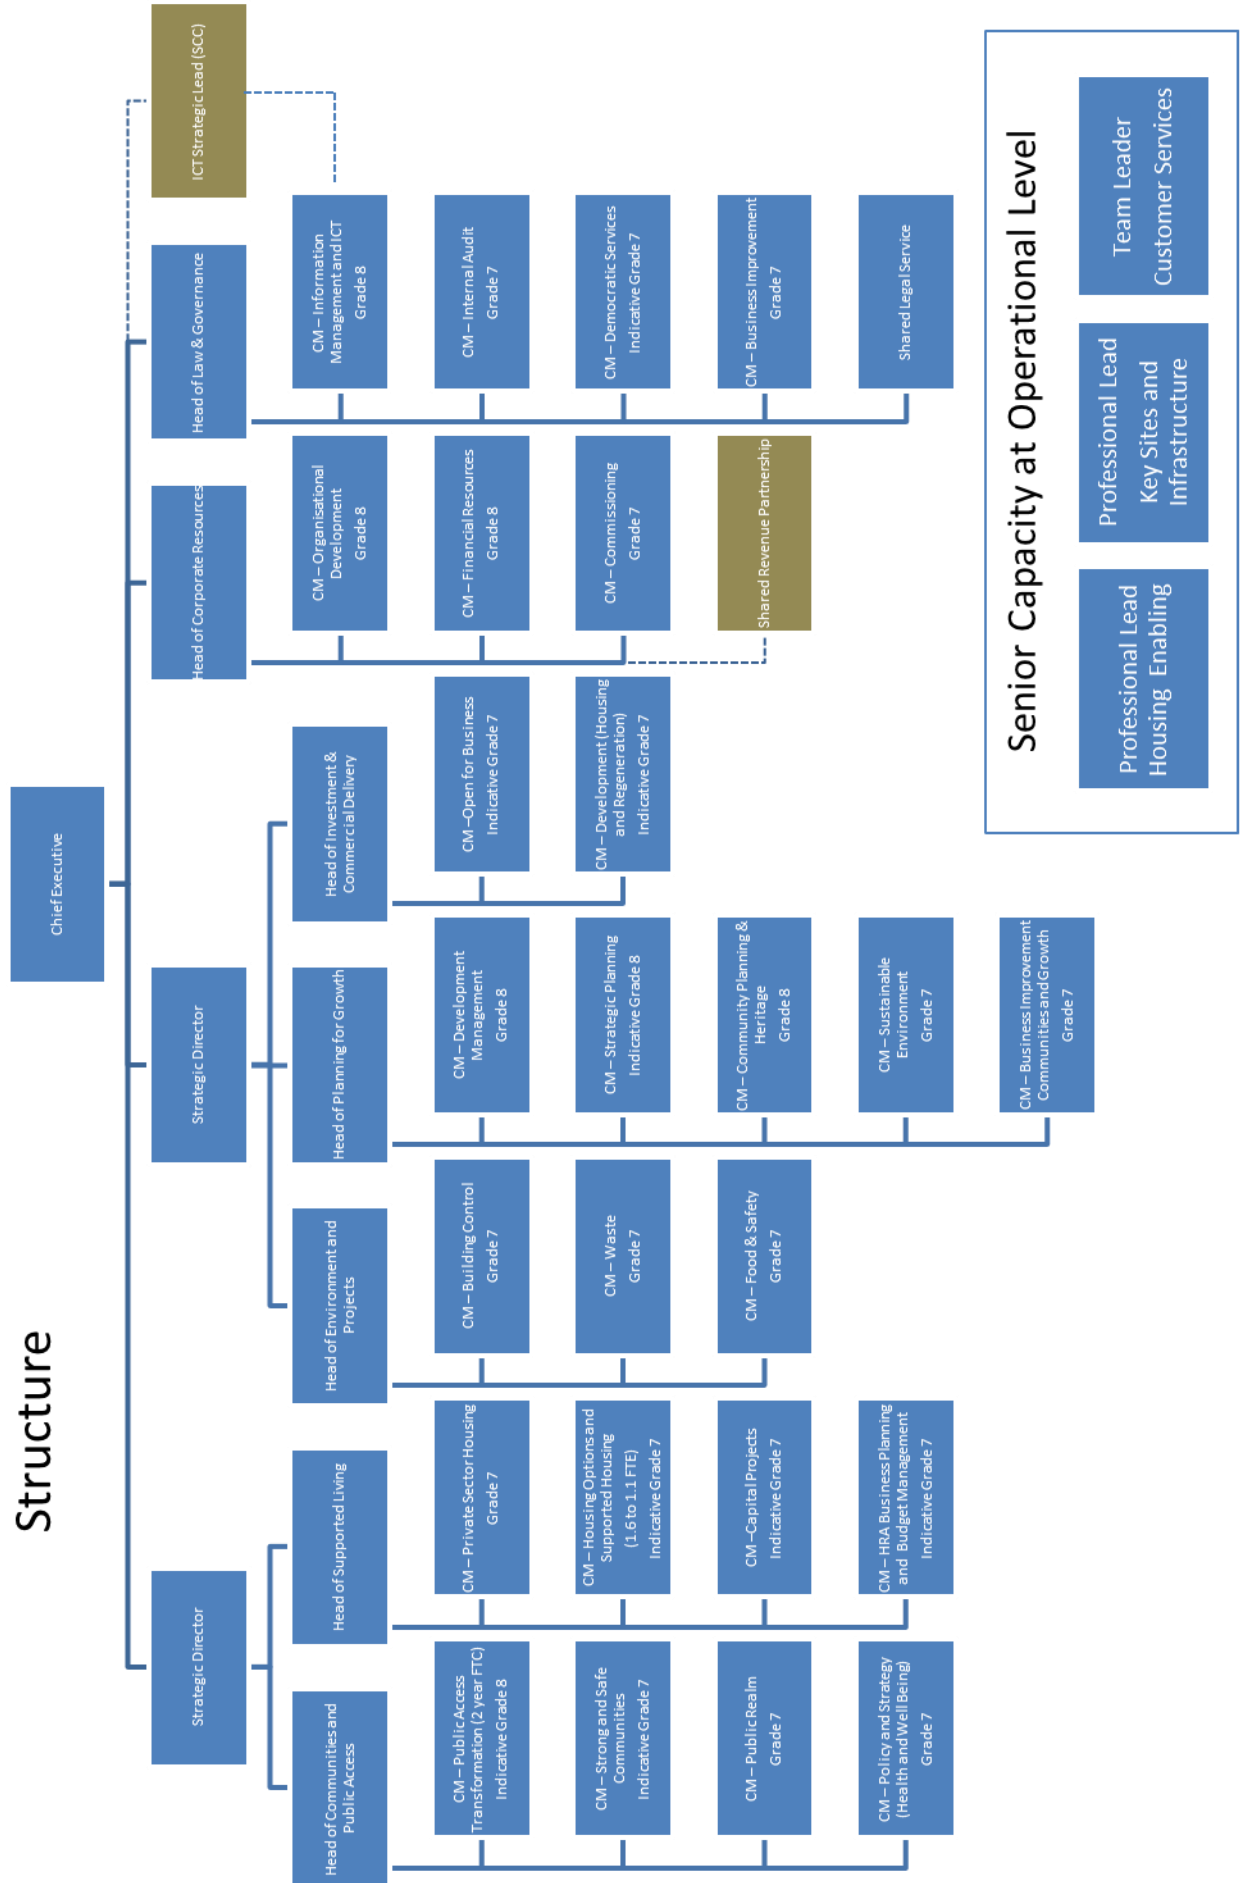 Structure
Chief Executive
Strategic Director
Strategic Director
Head of Corporate Resources
Head of Law & Governance
ICT Strategic Lead (SCC)
Head of Communities and
Public Access
CM – Public Access
Transformation (2 year FTC)
Indicative Grade 8
CM – Strong and Safe
Communities
Indicative Grade 7
CM – Public Realm
Grade 7
CM – Policy and Strategy
(Health and Well Being)
Grade 7
Head of Supported Living
CM – Private Sector Housing
Grade 7
CM – Housing Options and
Supported Housing
(1.6 to 1.1 FTE)
Indicative Grade 7
CM –Capital Projects
Indicative Grade 7
CM – HRA Business Planning
and Budget Management
Indicative Grade 7
Head of Environment and
Projects
CM – Building Control
Grade 7
CM – Waste
Grade 7
CM – Food & Safety
Grade 7
Head of Planning for Growth
CM – Development
Management
Grade 8
CM – Strategic Planning
Indicative Grade 8
CM – Community Planning &
Heritage
Grade 8
CM – Sustainable
Environment
Grade 7
CM – Business Improvement
Communities and Growth
Grade 7
Head of Investment &
Commercial Delivery
CM –Open for Business
Indicative Grade 7
CM – Development (Housing
and Regeneration)
Indicative Grade 7
CM – Organisational
Development
Grade 8
CM – Financial Resources
Grade 8
CM – Commissioning
Grade 7
Shared Revenue Partnership
CM – Information
Management and ICT
Grade 8
CM – Internal Audit
Grade 7
CM – Democratic Services
Indicative Grade 7
CM – Business Improvement
Grade 7
Shared Legal Service
Senior Capacity at Operational Level
Professional Lead
Housing Enabling
Professional Lead
Key Sites and
Infrastructure
Team Leader
Customer Services